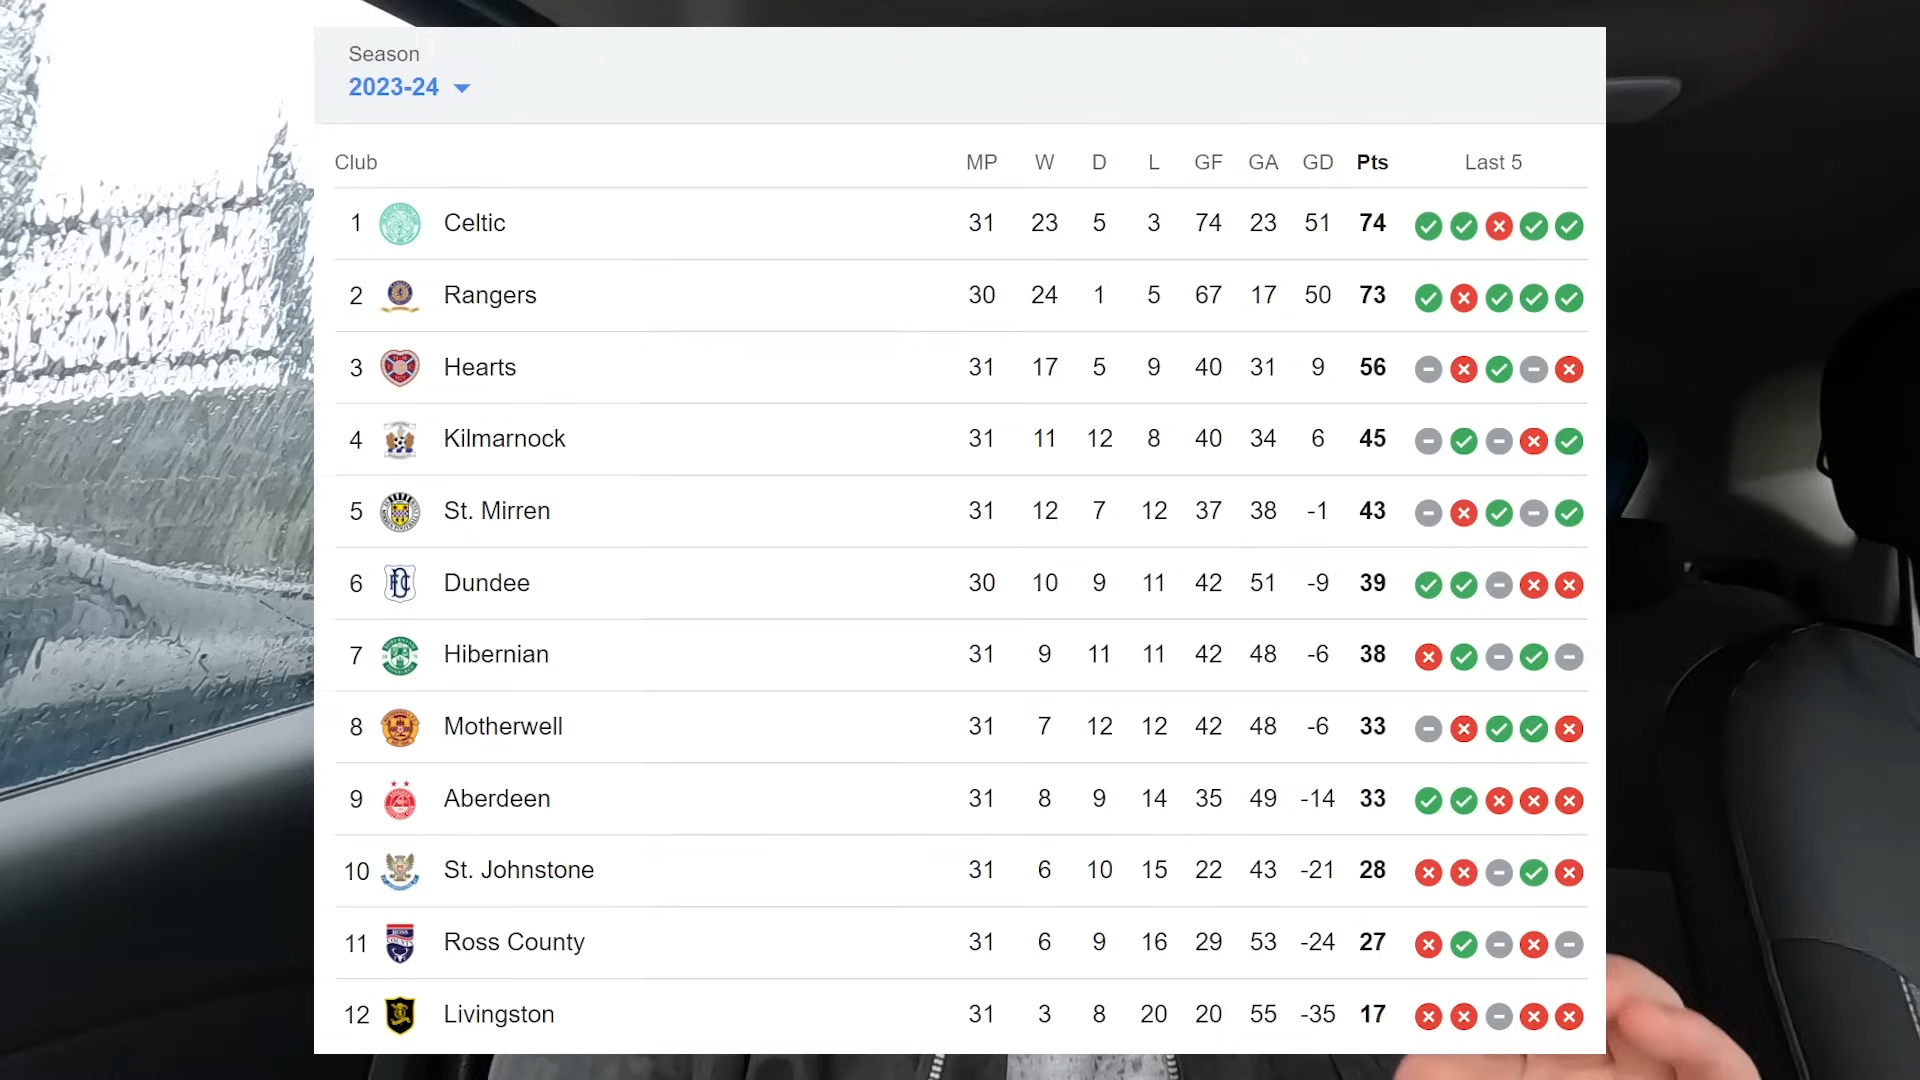 Season
2023-24
Club MP W D L GF GA GD Pts Last 5
1 Celtic 31 23 5 3 74 23 51 74
2 Rangers 30 24 1 5 67 17 50 73
3 Hearts 31 17 5 9 40 31 9 56
4 Kilmarnock 31 11 12 8 40 34 6 45
5 St. Mirren 31 12 7 12 37 38 -1 43
6 Dundee 30 10 9 11 42 51 -9 39
7 Hibernian 31 9 11 11 42 48 -6 38
8 Motherwell 31 7 12 12 42 48 -6 33
9 Aberdeen 31 8 9 14 35 49 -14 33
10 St. Johnstone 31 6 10 15 22 43 -21 28
11 Ross County 31 6 9 16 29 53 -24 27
12 Livingston 31 3 8 20 20 55 -35 17